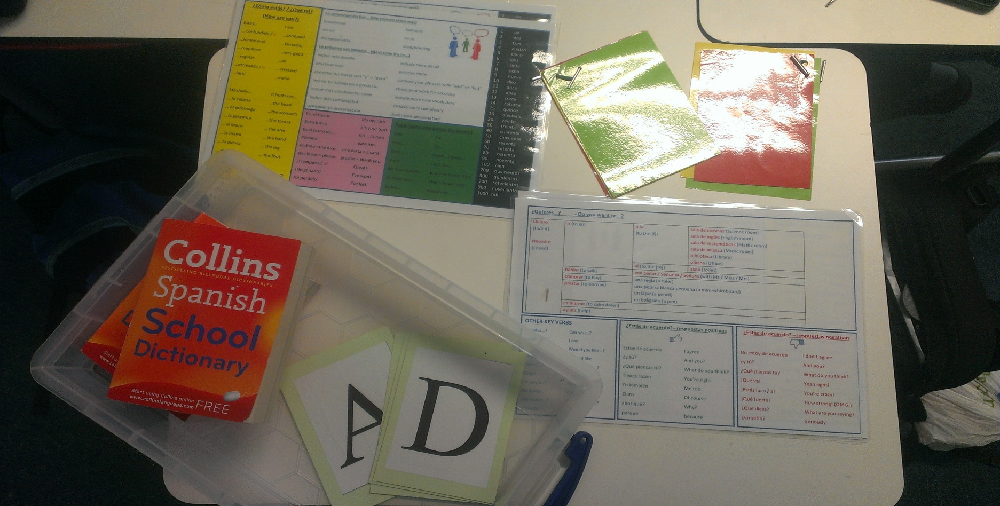 ¿Cómo estás? / ¿Qué tal?
(How are you?)
Estoy... I am
... confundido / a ...confused
...fenomenal ...fantastic
...muy bien ...very good
...regular ...ok
...estresado / a ...stressed
...fatal ...awful
Me duele... It hurts me...
... la cabeza ...the head
... el estómago ...the stomach
... la garganta ...the throat
... el brazo ... the arm
... la mano ... the hand
... la pierna ... the leg
... the foot
La conversación fue... (the conversation was)
fenomenal fantastic
así así so so
decepcionante disappointing
La próxima vez intenta... (Next time try to...)
incluir más detalle include more detail
practicar más practise more
conectar tus frases con "y" o "pero" connect your phrases with "and" or "but"
revisar tu trabajo para precisión check your work for accuracy
incluir más vocabulario nuevo include more new vocabulary
incluir más complejidad include more complexity
aprender tu presentación learn your presentation
Es mi turno It's my turn
Es tu turno It's your turn
Es el turno de... It's ...'s turn
Pásame pass me...
el dado =the dice una carta = a card
por favor = please gracias = thank you
¡Tramposo / a! Cheat!
¡He ganado! I've won!
He perdido I've lost
Para hacer una pausa (to pause)
You know...
1 un
2 dos
3 tres
4 cuatro
5 cinco
6 seis
7 siete
8 ocho
9 nueve
10 diez
11 once
12 doce
13 trece
14 catorce
15 quince
16 dieciséis
20 veinte
30 treinta
40 cuarenta
50 cincuenta
60 sesenta
70 setenta
80 ochenta
90 noventa
100 cien
200 dos cientos
500 quinientos
700 setecientos
900 novecientos
1000 mil
¿Quieres...? - Do you want to...?
Quiero
(I want)
Necesito
(I need)
ir (to go)
a la
(to the [f])
sala de ciencias (Science room)
sala de inglés (English room)
sala de matemáticas (Maths room)
sala de música (Music room)
biblioteca (Library)
oficina (Office)
al (to the [m]) aseo (toilet)
hablar (to talk) con Señor / Señorita / Señora (with Mr / Miss / Mrs)
comprar (to buy) una regla (a ruler)
prestar (to borrow) una pizarra blanca pequeña (a mini-whiteboard)
un lápiz (a pencil)
un bolígrafo (a pen)
calmarme (to calm down)
ayuda (help)
OTHER KEY VERBS
Can you...?
I can
Would you like...?
like
¿Estás de acuerdo?– respuestas positivas
Estoy de acuerdo I agree
¿y tú? And you?
¿Qué piensas tú? What do you think?
Tienes razón You're right
Yo también Me too
Claro Of course
¿por qué? Why?
porque because
¿Estás de acuerdo? – respuestas negativas
No estoy de acuerdo I don't agree
¿y tú? And you?
¿Qué piensas tú? What do you think?
¡Qué va! Yeah right!
¡Estás loco / a! You're crazy!
¡Qué fuerte! How strong! (OMG!)
¿Qué dices? What are you saying?
¿En serio? Seriously
Collins
BESTSELLING BILINGUAL DICTIONARIES
Spanish
School
Dictionary
Start using Collins online
www.collinslanguage.com FREE
A
D